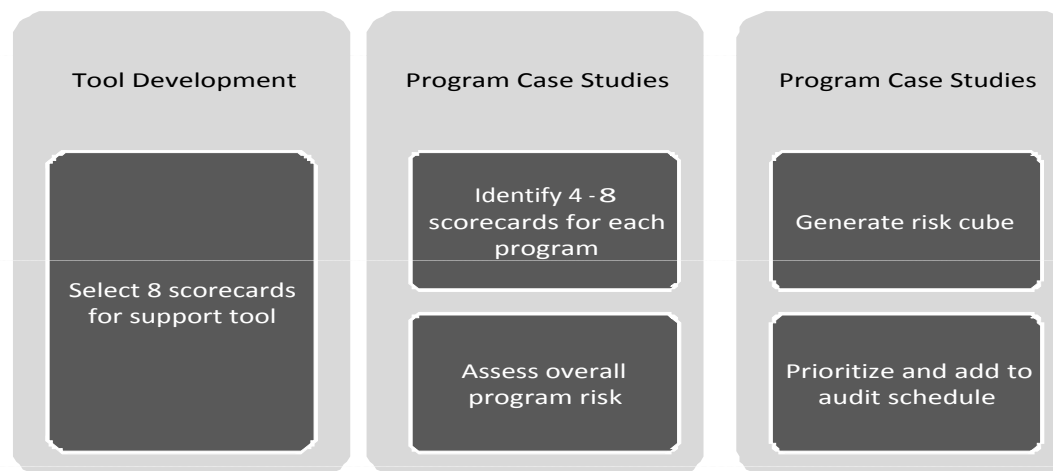 Tool Development
Select 8 scorecards
for support tool
Program Case Studies
Identify 4 - 8
scorecards for each
program
Assess overall
program risk
Program Case Studies
Generate risk cube
Prioritize and add to
audit schedule